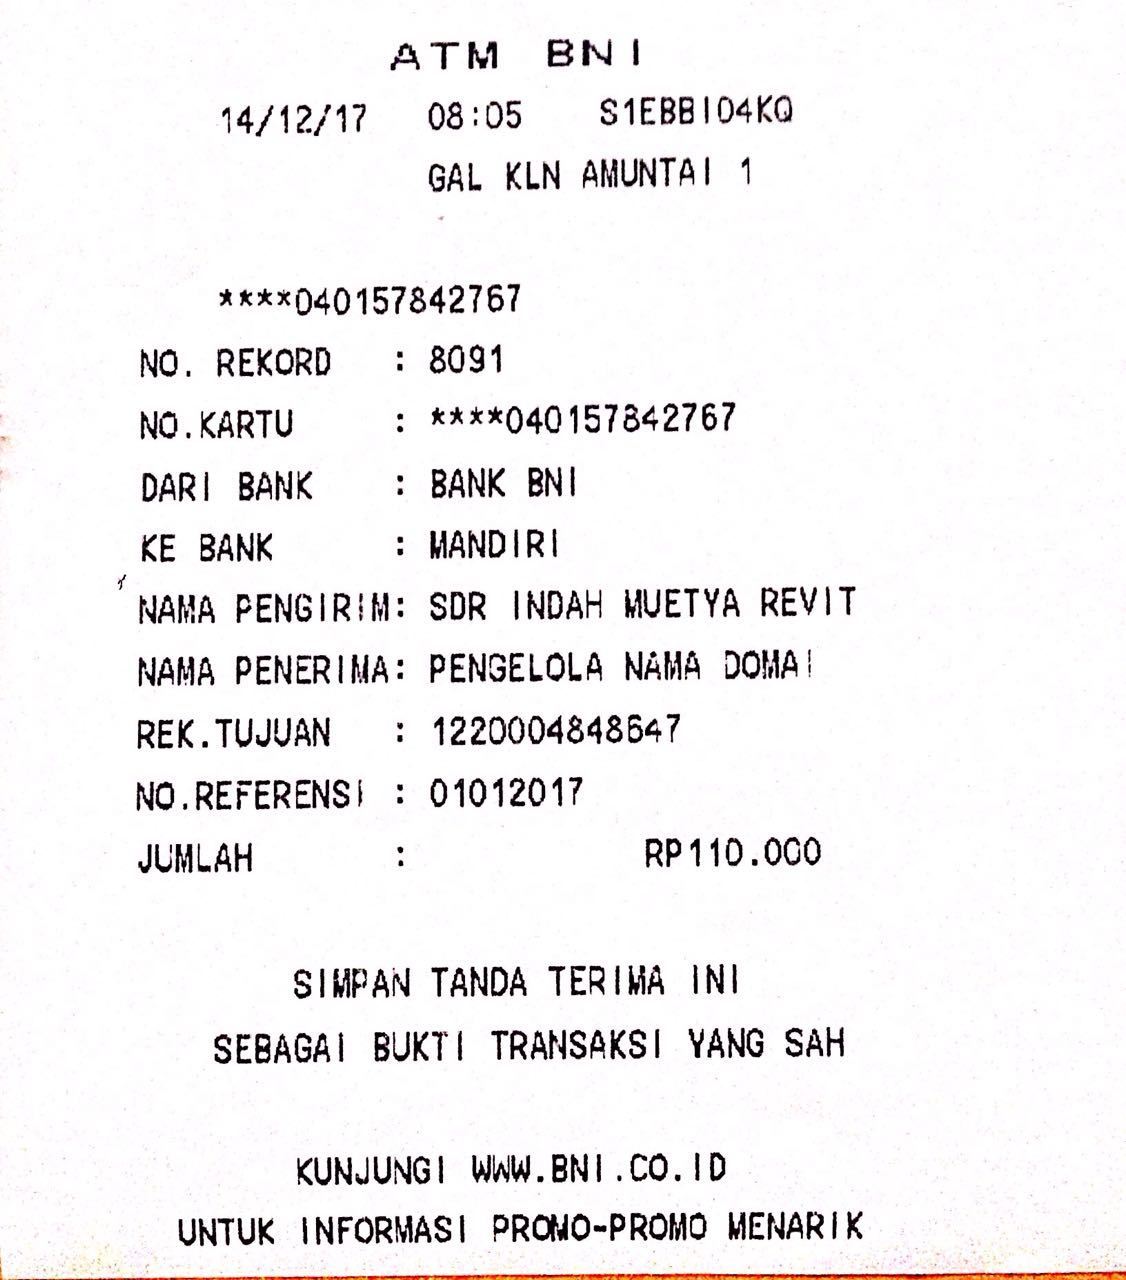 ATM BNI
14/12/17 08:05 S1EBBI04KQ
GAL KLN AMUNTAI 1
****040157842767
NO. REKORD : 8091
NO.KARTU : ****040157842767
DARI BANK : BANK BNI
KE BANK : MANDIRI
NAMA PENGIRIM: SDR INDAH MUETYA REVIT
NAMA PENERIMA: PENGELOLA NAMA DOMAI
REK.TUJUAN : 1220004848647
NO.REFERENSI : 01012017
JUMLAH : RP110.000
SIMPAN TANDA TERIMA INI
SEBAGAI BUKTI TRANSAKSI YANG SAH
KUNJUNGI WWW.BNI.CO.ID
UNTUK INFORMASI PROMO-PROMO MENARIK